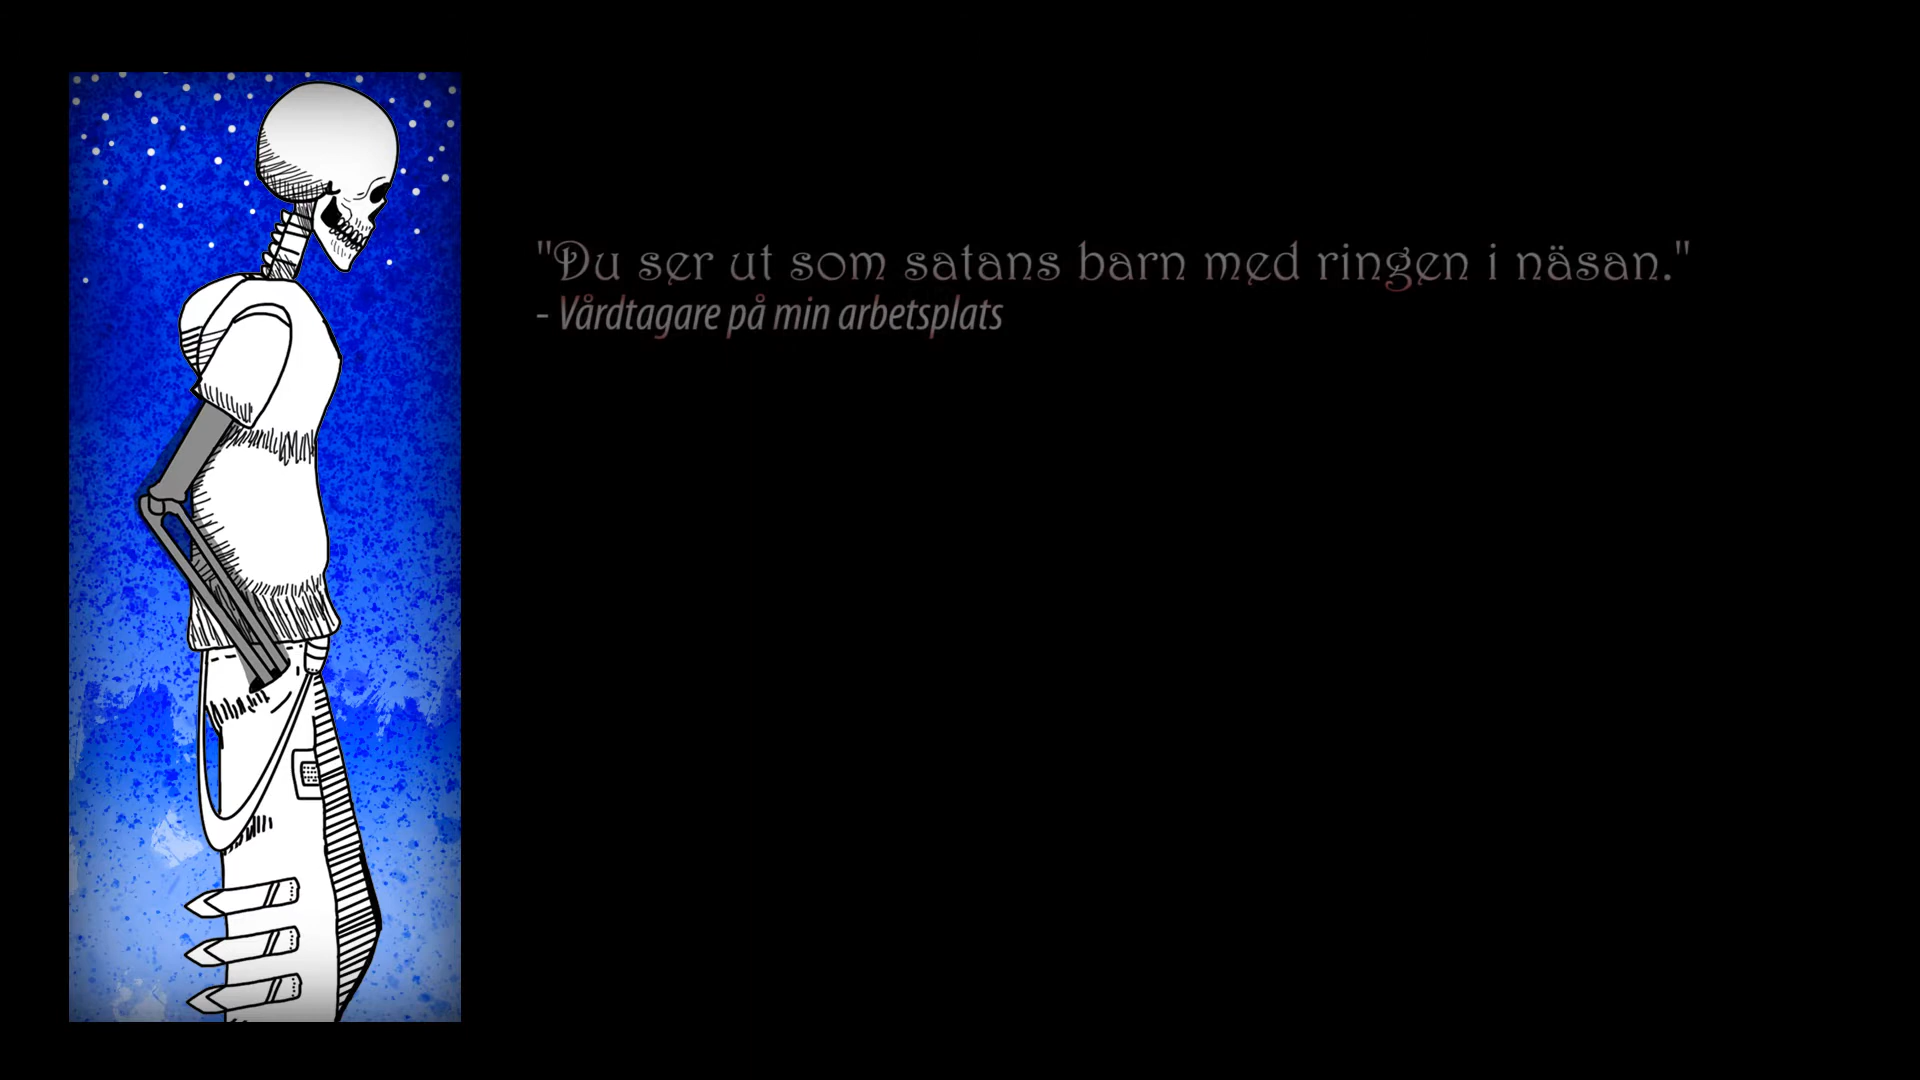 "Du ser ut som satans barn med ringen i näsan."
- Vårdtagare på min arbetsplats